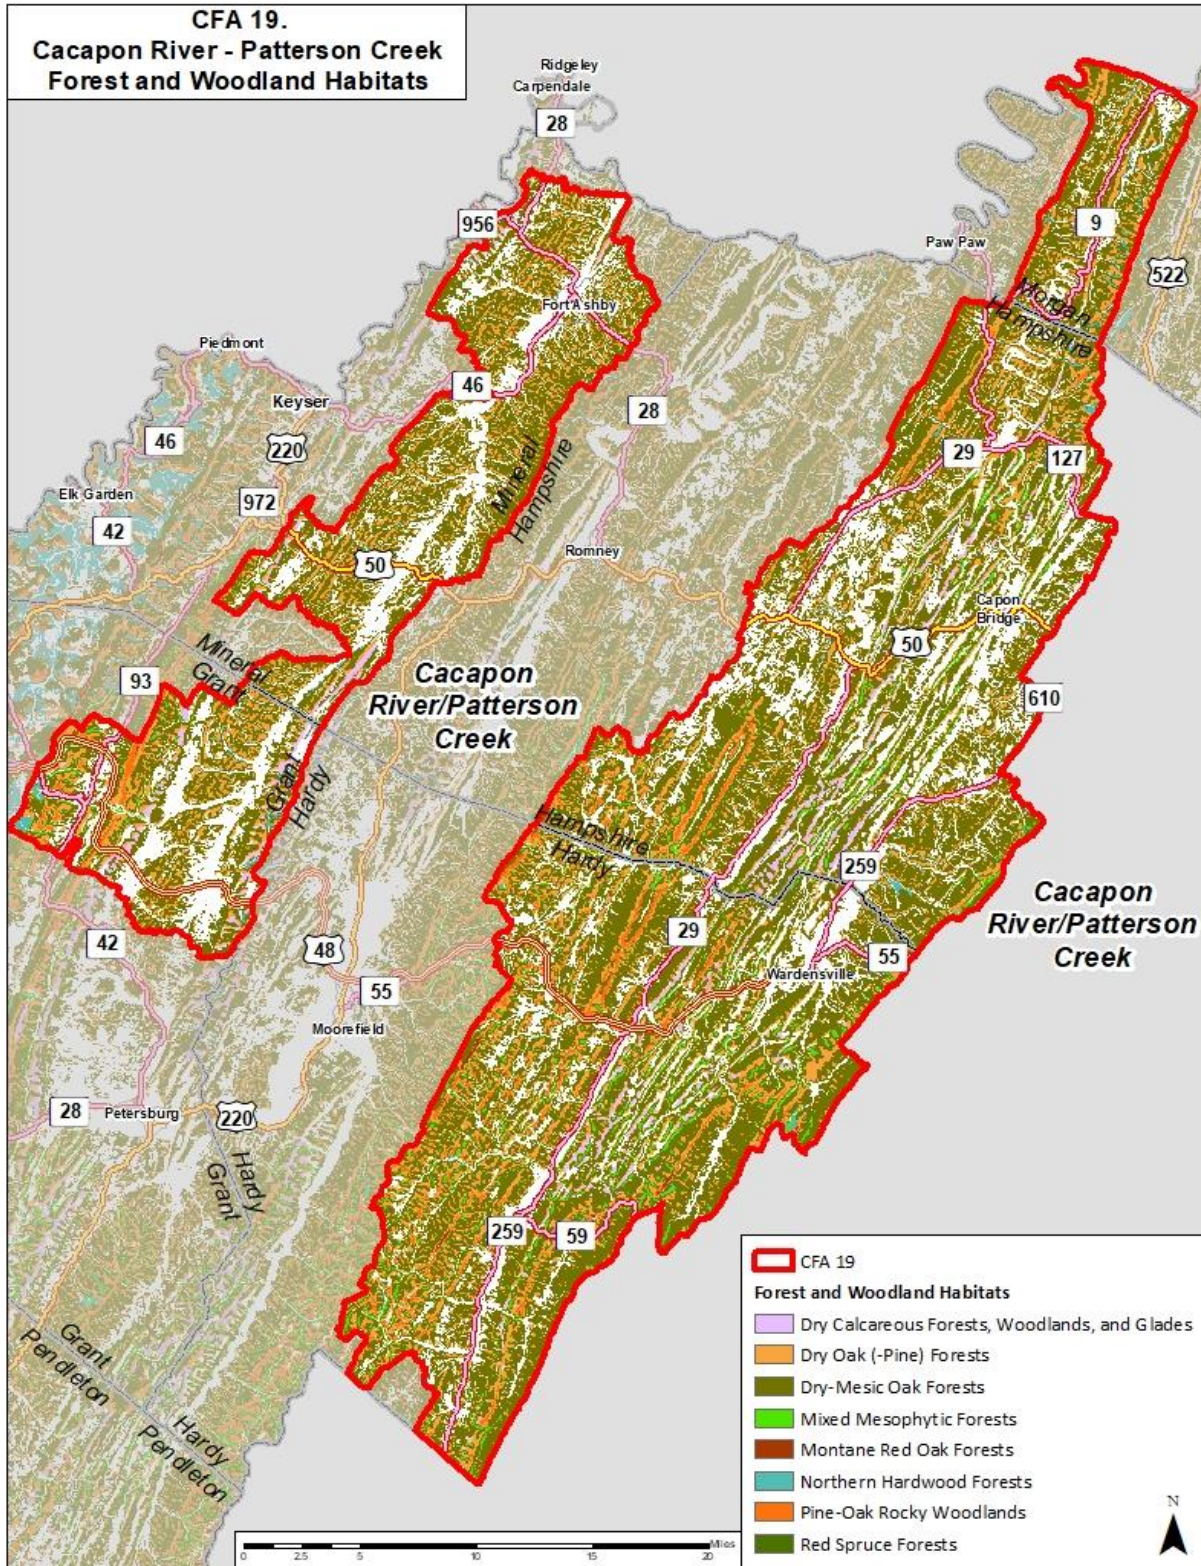 CFA 19.
Cacapon River - Patterson Creek
Forest and Woodland Habitats
Ridgeley
Carpendale
28
956
9
Paw Paw
522
Fort Ashby
Morgan
Hampshire
Piedmont
46
Keyser
28
46
220
29
127
Mineral
Hampshire
Elk Garden
972
42
Romney
50
Capon
Bridge
50
Mineral
Grant
93
Cacapon
River/Patterson
Creek
610
Grant
Hardy
Hampshire
Hardy
259
Cacapon
River/Patterson
Creek
42
48
29
55
Wardensville
55
Moorefield
28
Petersburg
220
Hardy
Grant
259
59
CFA 19
Forest and Woodland Habitats
Dry Calcareous Forests, Woodlands, and Glades
Dry Oak (-Pine) Forests
Dry-Mesic Oak Forests
Mixed Mesophytic Forests
Montane Red Oak Forests
Northern Hardwood Forests
Pine-Oak Rocky Woodlands
Red Spruce Forests
Grant
Pendleton
Hardy
Pendleton
N
Miles
0 2.5 5 10 15 20